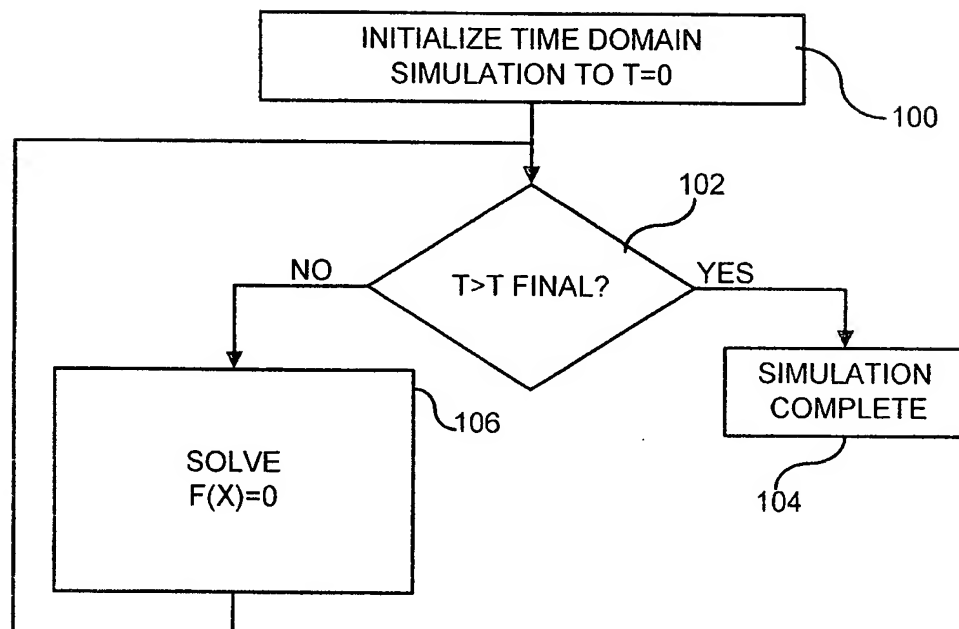 INITIALIZE TIME DOMAIN
SIMULATION TO T=0
100
102
NO
T>T FINAL?
YES
SIMULATION
COMPLETE
106
SOLVE
F(X)=0
104